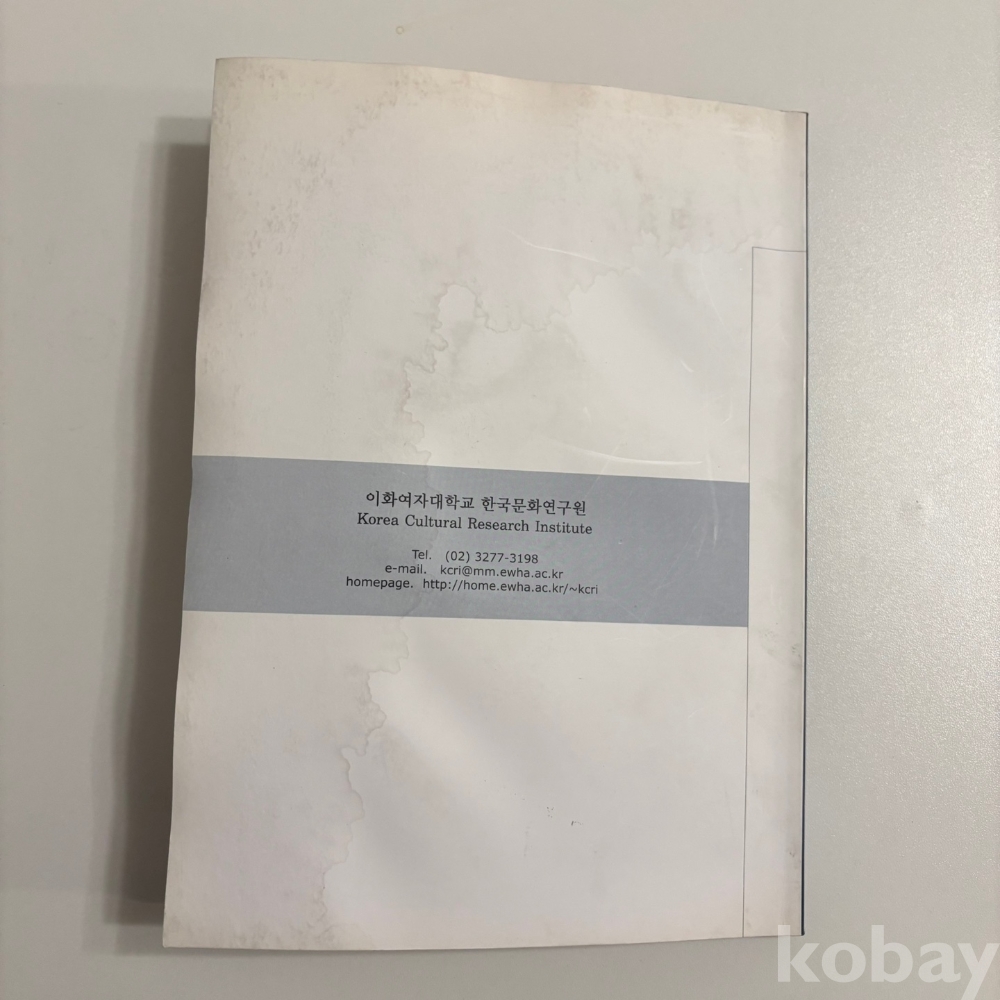 이화여자대학교 한국문화연구원
Korea Cultural Research Institute
Tel. (02) 3277-3198
e-mail. kcri@mm.ewha.ac.kr
homepage. http://home.ewha.ac.kr/~kcri
kobay